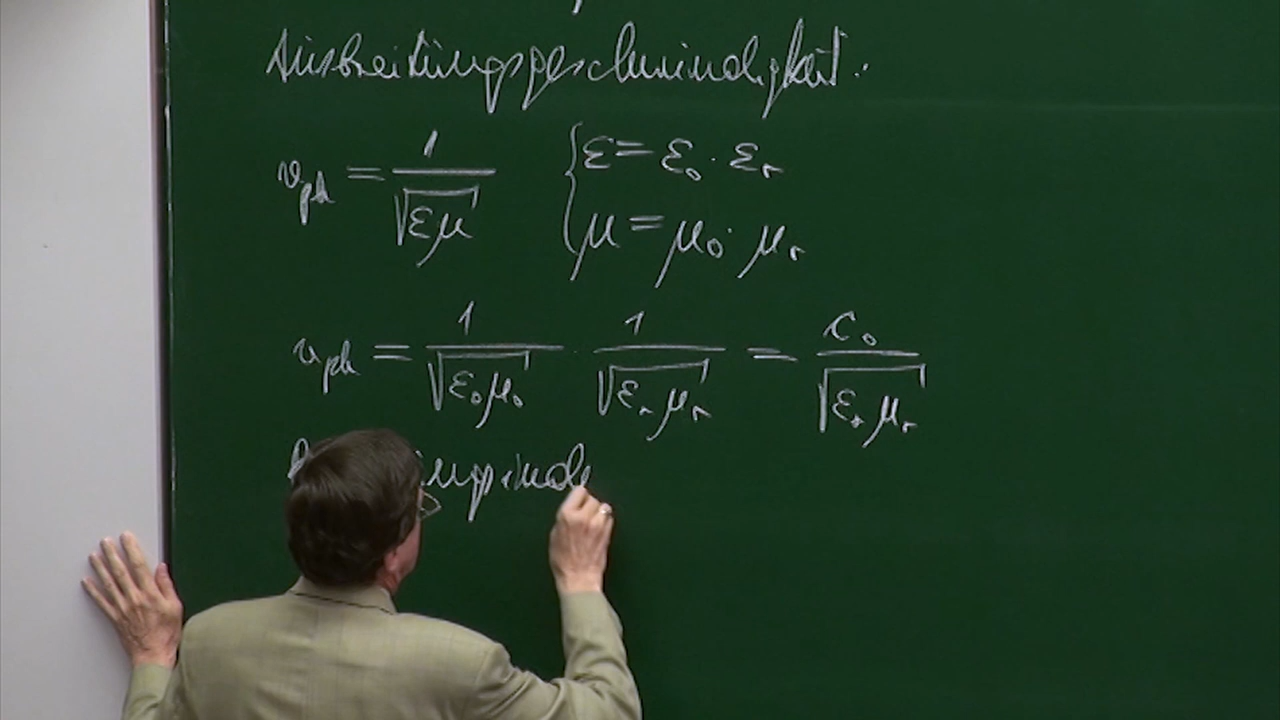 Ausbreitungsgeschwindigkeit:
v_ph = 1/√(εμ) { ε = ε₀ · εᵣ
μ = μ₀ · μᵣ
v_ph = 1/√(ε₀μ₀) · 1/√(εᵣμᵣ) = c₀/√(εᵣμᵣ)